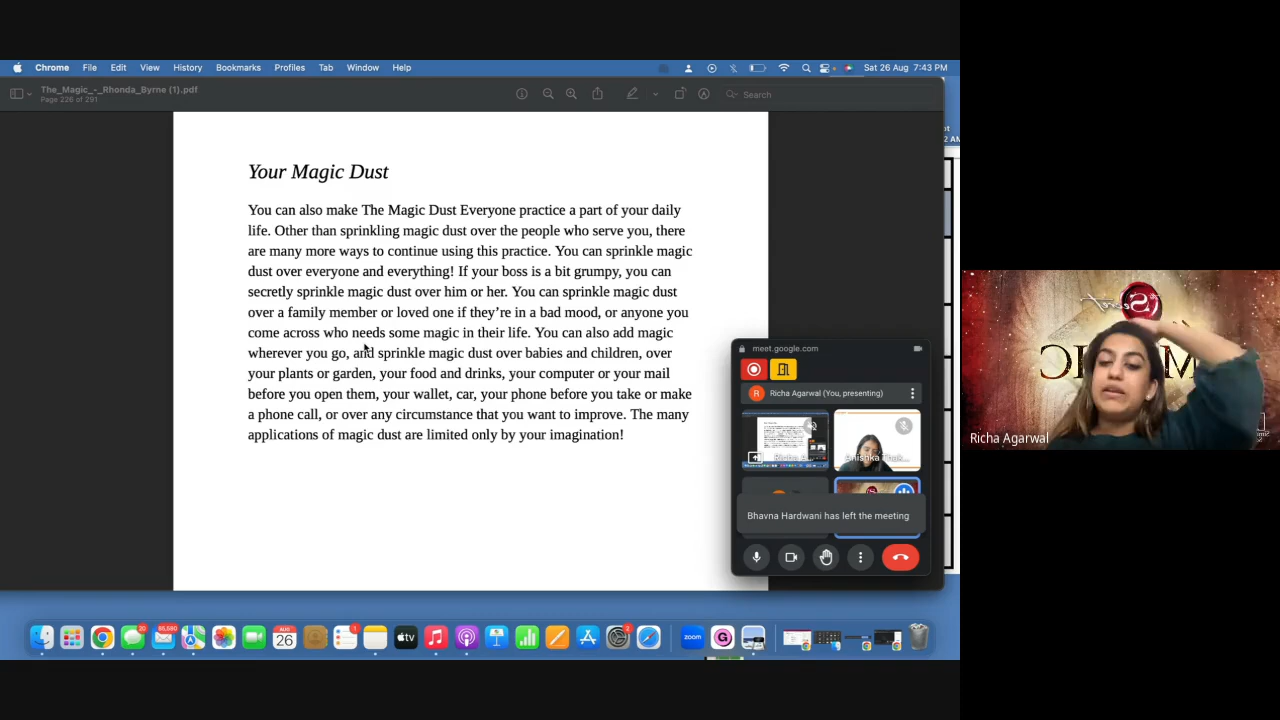 Chrome File Edit View History Bookmarks Profiles Tab Window Help
Sat 26 Aug 7:43 PM
The_Magic_-_Rhonda_Byrne (1).pdf
Page 226 of 291
Search
Your Magic Dust
You can also make The Magic Dust Everyone practice a part of your daily
life. Other than sprinkling magic dust over the people who serve you, there
are many more ways to continue using this practice. You can sprinkle magic
dust over everyone and everything! If your boss is a bit grumpy, you can
secretly sprinkle magic dust over him or her. You can sprinkle magic dust
over a family member or loved one if they’re in a bad mood, or anyone you
come across who needs some magic in their life. You can also add magic
wherever you go, and sprinkle magic dust over babies and children, over
your plants or garden, your food and drinks, your computer or your mail
before you open them, your wallet, car, your phone before you take or make
a phone call, or over any circumstance that you want to improve. The many
applications of magic dust are limited only by your imagination!
meet.google.com
R
Richa Agarwal (You, presenting)
Anishka Thak...
Bhavna Hardwani has left the meeting
AUG
26
tv
zoom
G
Richa Agarwal